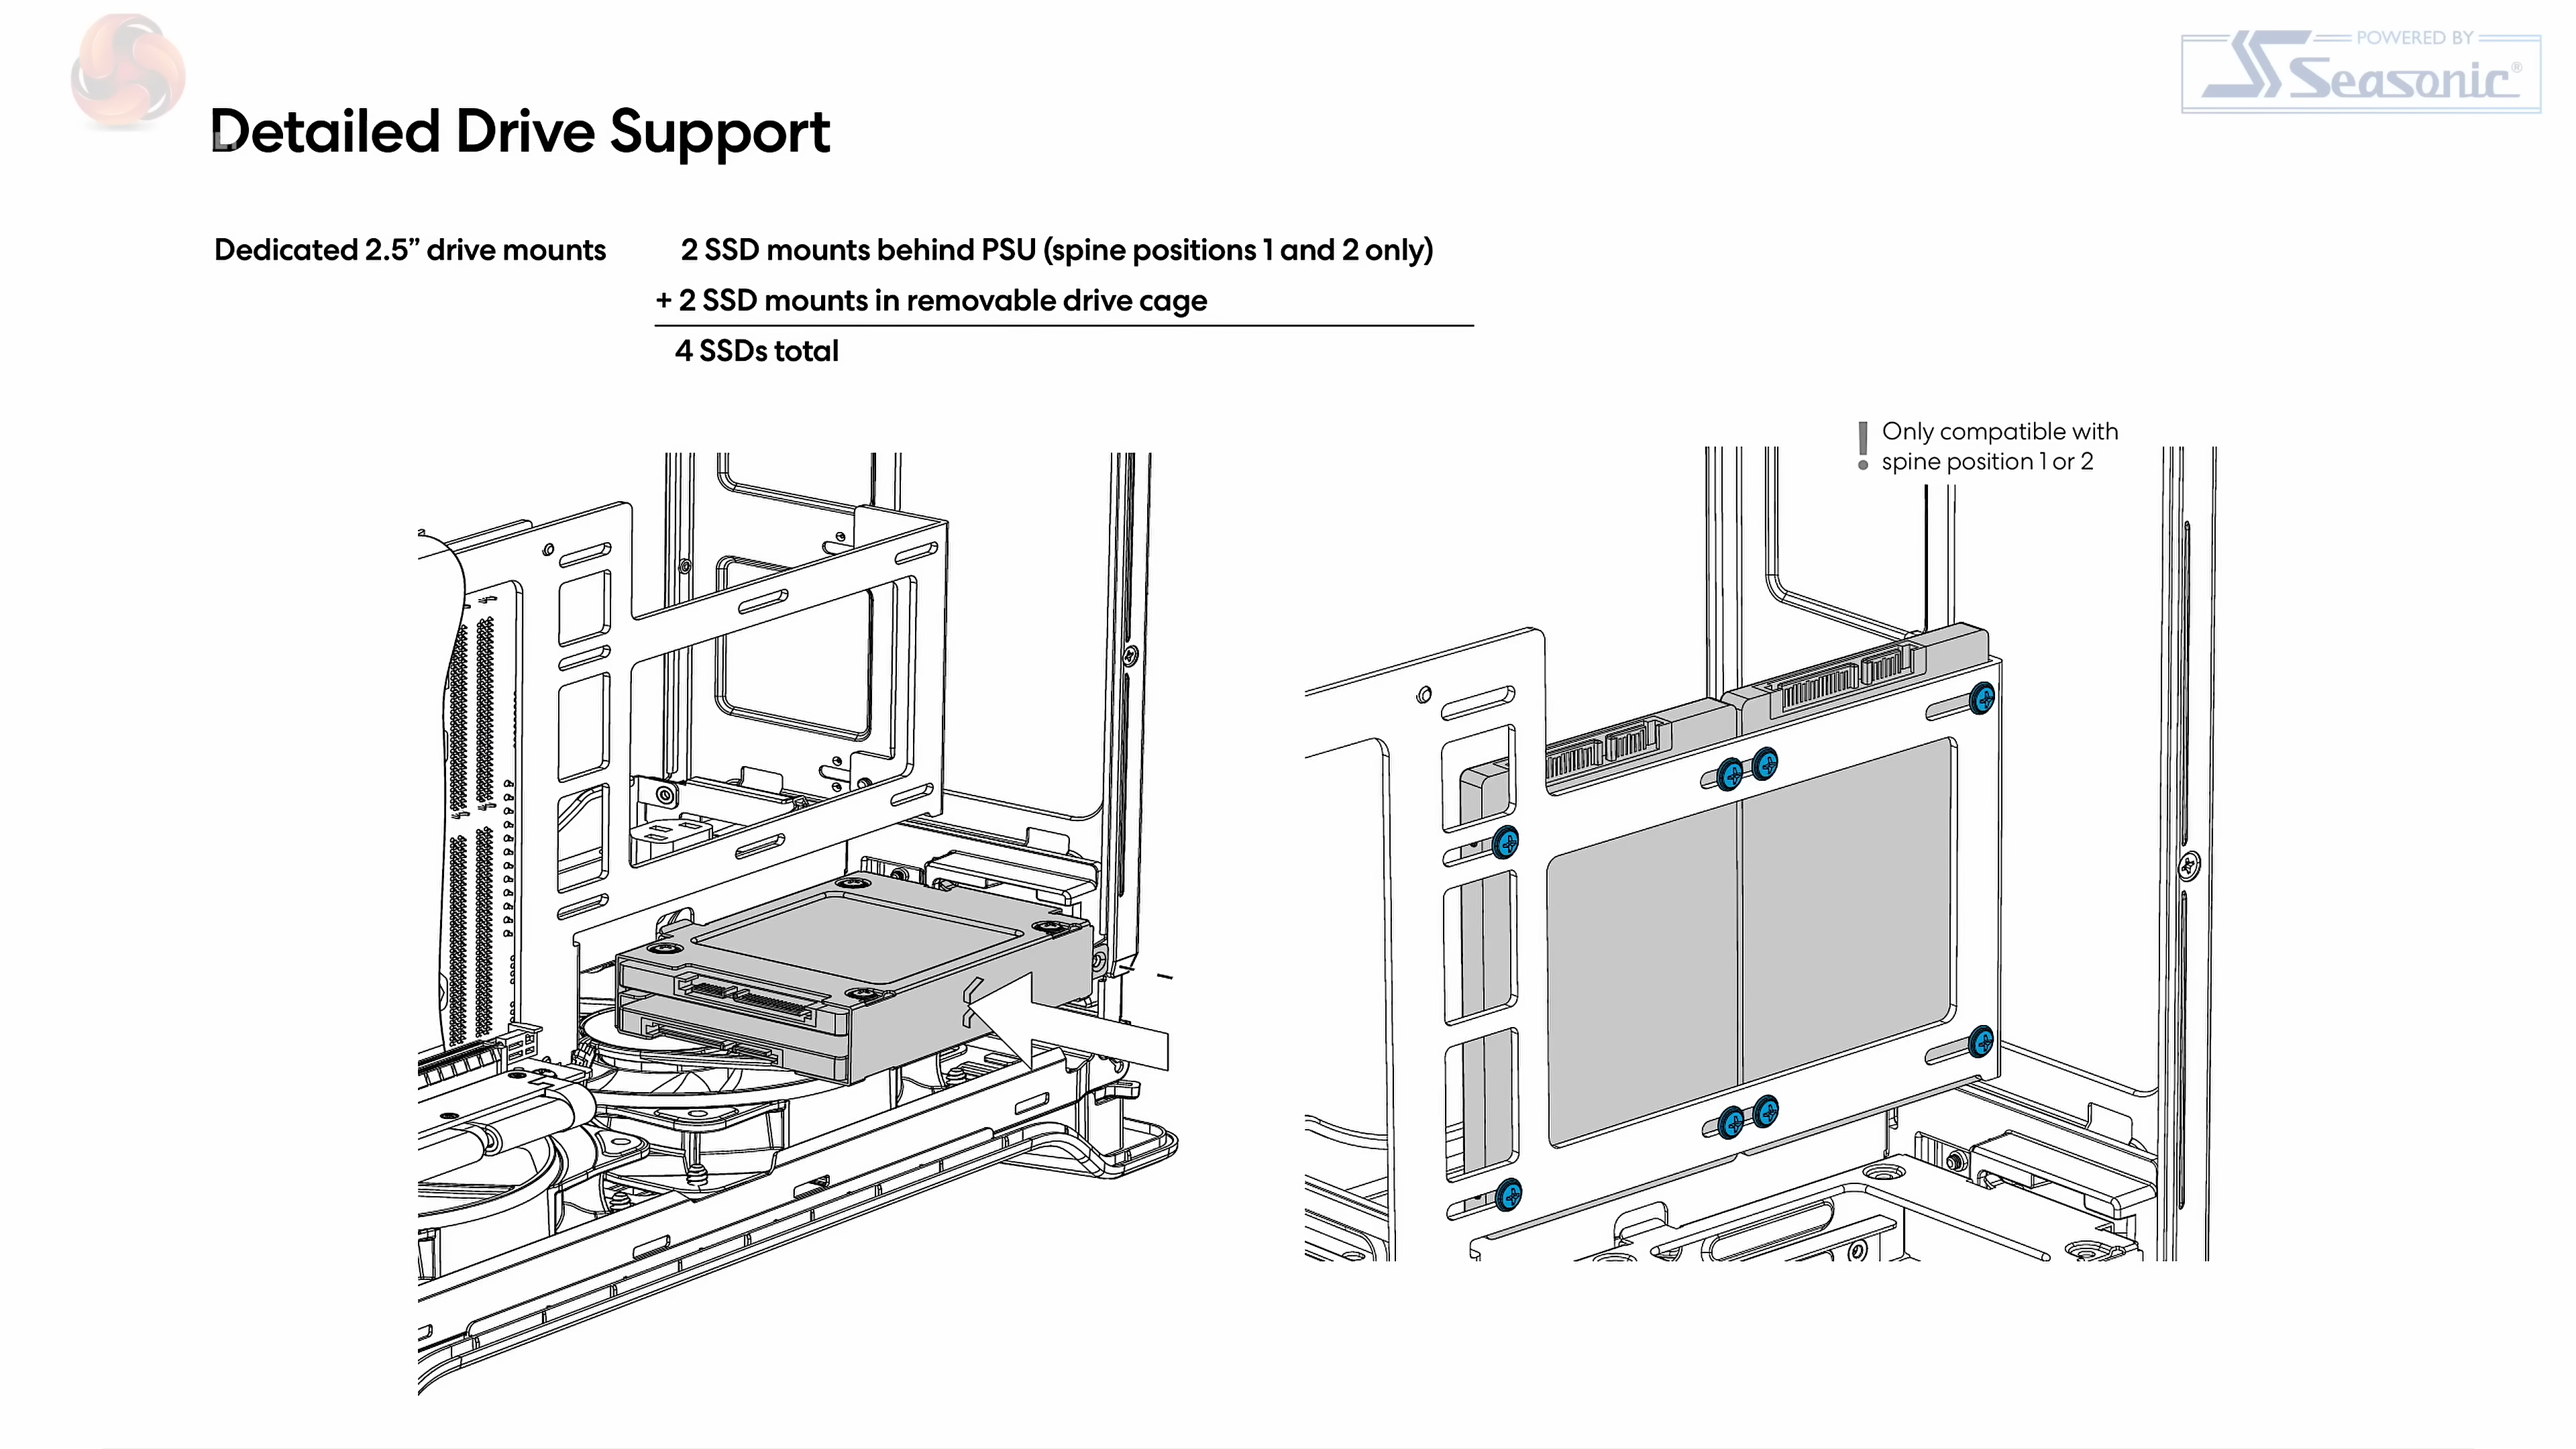 POWERED BY
Seasonic®
Detailed Drive Support
Dedicated 2.5” drive mounts
2 SSD mounts behind PSU (spine positions 1 and 2 only)
+ 2 SSD mounts in removable drive cage
4 SSDs total
! Only compatible with
spine position 1 or 2